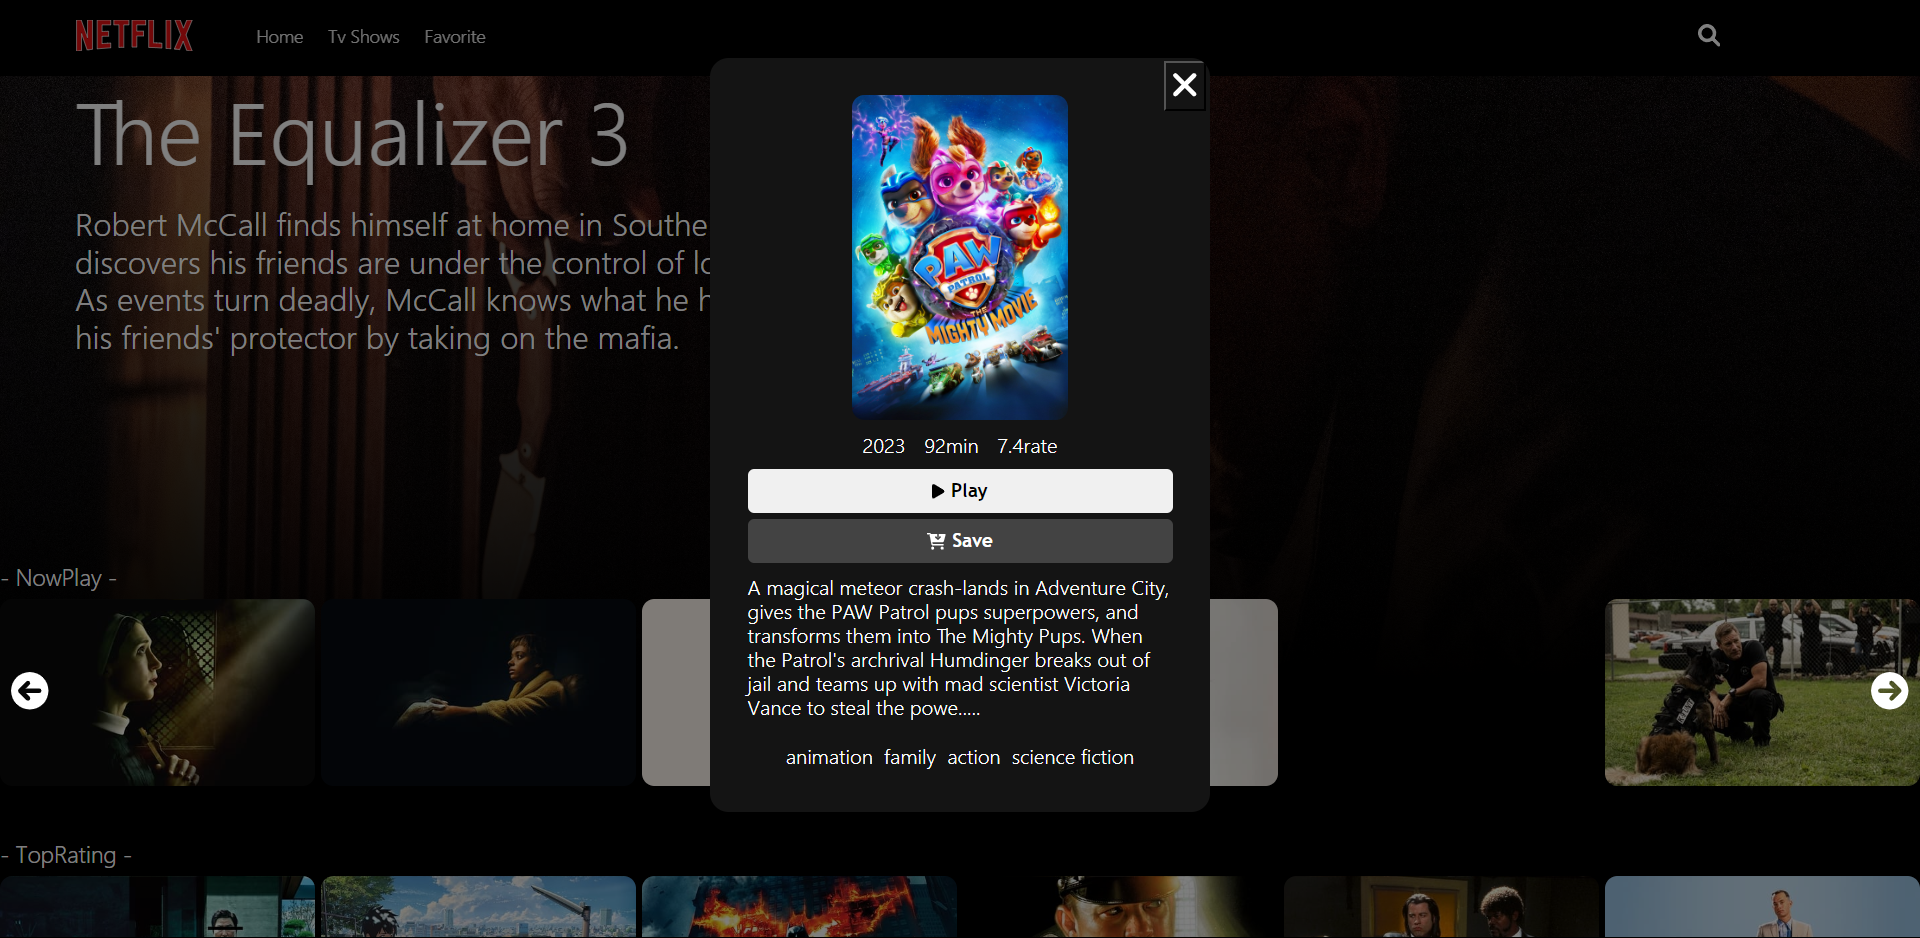 NETFLIX
Home
Tv Shows
Favorite
The Equalizer 3
Robert McCall finds himself at home in Southe
discovers his friends are under the control of lo
As events turn deadly, McCall knows what he h
his friends' protector by taking on the mafia.
PAW
PATROL
THE
MIGHTY MOVIE
2023 92min 7.4rate
Play
Save
A magical meteor crash-lands in Adventure City,
gives the PAW Patrol pups superpowers, and
transforms them into The Mighty Pups. When
the Patrol's archrival Humdinger breaks out of
jail and teams up with mad scientist Victoria
Vance to steal the powe.....
animation family action science fiction
- NowPlay -
- TopRating -